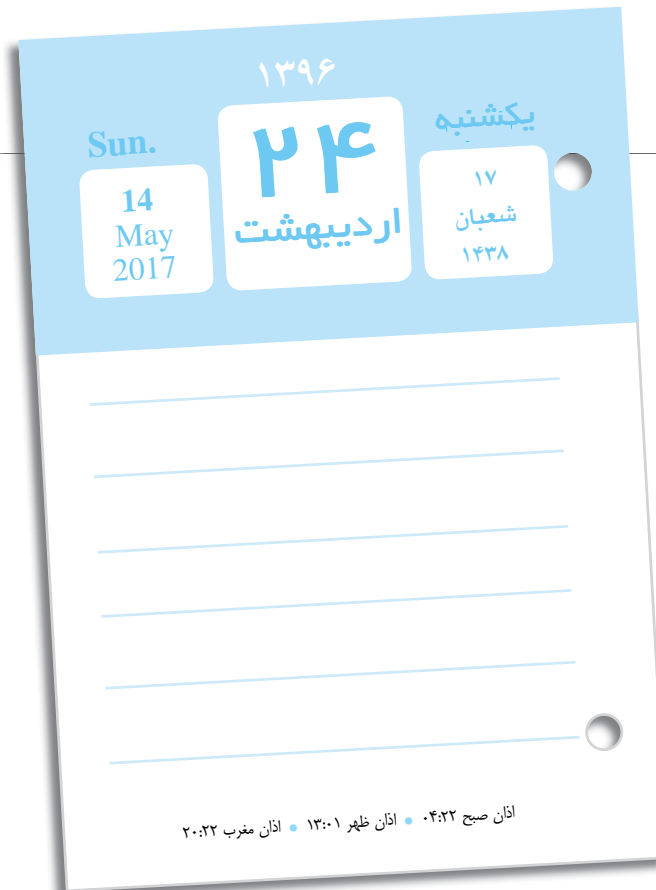 ۱۳۹۶
یکشنبه
۱۷
شعبان
۱۴۳۸
۲۴
اردیبهشت
Sun.
14
May
2017
اذان صبح ۰۴:۲۲ • اذان ظهر ۱۳:۰۱ • اذان مغرب ۲۰:۲۲